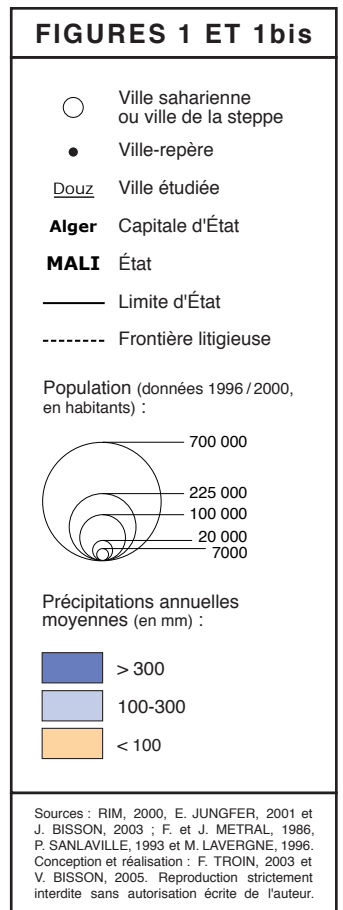 FIGURES 1 ET 1bis
Ville saharienne
ou ville de la steppe
Ville-repère
Douz Ville étudiée
Alger Capitale d'État
MALI État
Limite d'État
Frontière litigieuse
Population (données 1996 / 2000,
en habitants) :
700 000
225 000
100 000
20 000
7000
Précipitations annuelles
moyennes (en mm) :
> 300
100-300
< 100
Sources : RIM, 2000, E. JUNGFER, 2001 et
J. BISSON, 2003 ; F. et J. METRAL, 1986,
P. SANLAVILLE, 1993 et M. LAVERGNE, 1996.
Conception et réalisation : F. TROIN, 2003 et
V. BISSON, 2005. Reproduction strictement
interdite sans autorisation écrite de l'auteur.